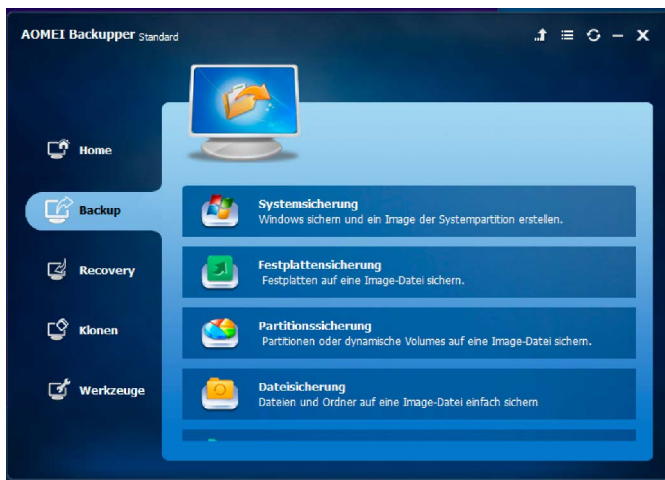 AOMEI Backupper Standard
Home
Backup
Recovery
Klonen
Werkzeuge
Systemsicherung
Windows sichern und ein Image der Systempartition erstellen.
Festplattensicherung
Festplatten auf eine Image-Datei sichern.
Partitionssicherung
Partitionen oder dynamische Volumes auf eine Image-Datei sichern.
Dateisicherung
Dateien und Ordner auf eine Image-Datei einfach sichern